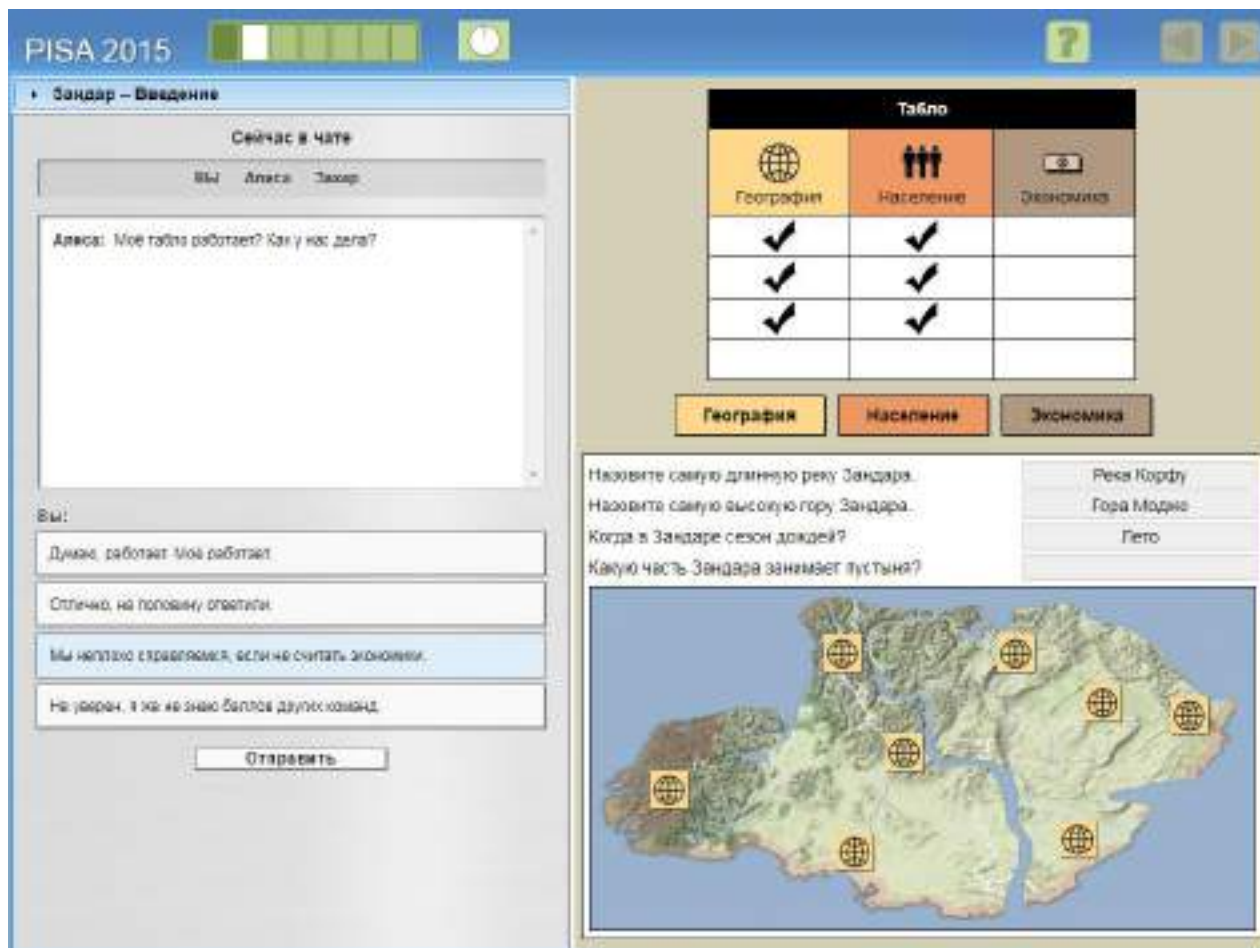 PISA 2015
?
Зандар – Введение
Сейчас в чате
Вы Алиса Захар
Алиса: Моё табло работает? Как у нас дела?
Вы:
Думаю, работает. Моё работает.
Отлично, на половину ответили.
Мы неплохо справляемся, если не считать экономики.
Не уверен, я же не знаю баллов других команд.
Отправить
Табло
География Население Экономика
География Население Экономика
Назовите самую длинную реку Зандара. Река Корфу
Назовите самую высокую гору Зандара. Гора
Когда в Зандаре сезон дождей? Лето
Какую часть Зандара занимает пустыня?